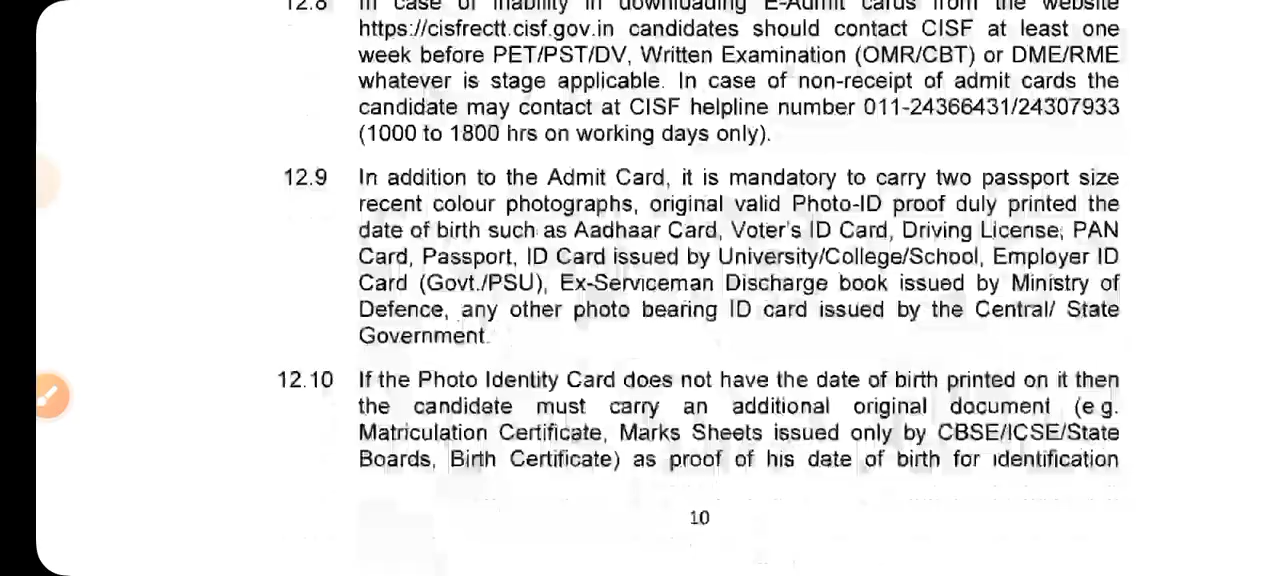 12.8 In case of inability in downloading E-Admit cards from the website
https://cisfrectt.cisf.gov.in candidates should contact CISF at least one
week before PET/PST/DV, Written Examination (OMR/CBT) or DME/RME
whatever is stage applicable. In case of non-receipt of admit cards the
candidate may contact at CISF helpline number 011-24366431/24307933
(1000 to 1800 hrs on working days only).
12.9 In addition to the Admit Card, it is mandatory to carry two passport size
recent colour photographs, original valid Photo-ID proof duly printed the
date of birth such as Aadhaar Card, Voter's ID Card, Driving License, PAN
Card, Passport, ID Card issued by University/College/School, Employer ID
Card (Govt./PSU), Ex-Serviceman Discharge book issued by Ministry of
Defence, any other photo bearing ID card issued by the Central/ State
Government.
12.10 If the Photo Identity Card does not have the date of birth printed on it then
the candidate must carry an additional original document (e.g.
Matriculation Certificate, Marks Sheets issued only by CBSE/ICSE/State
Boards, Birth Certificate) as proof of his date of birth for identification
10